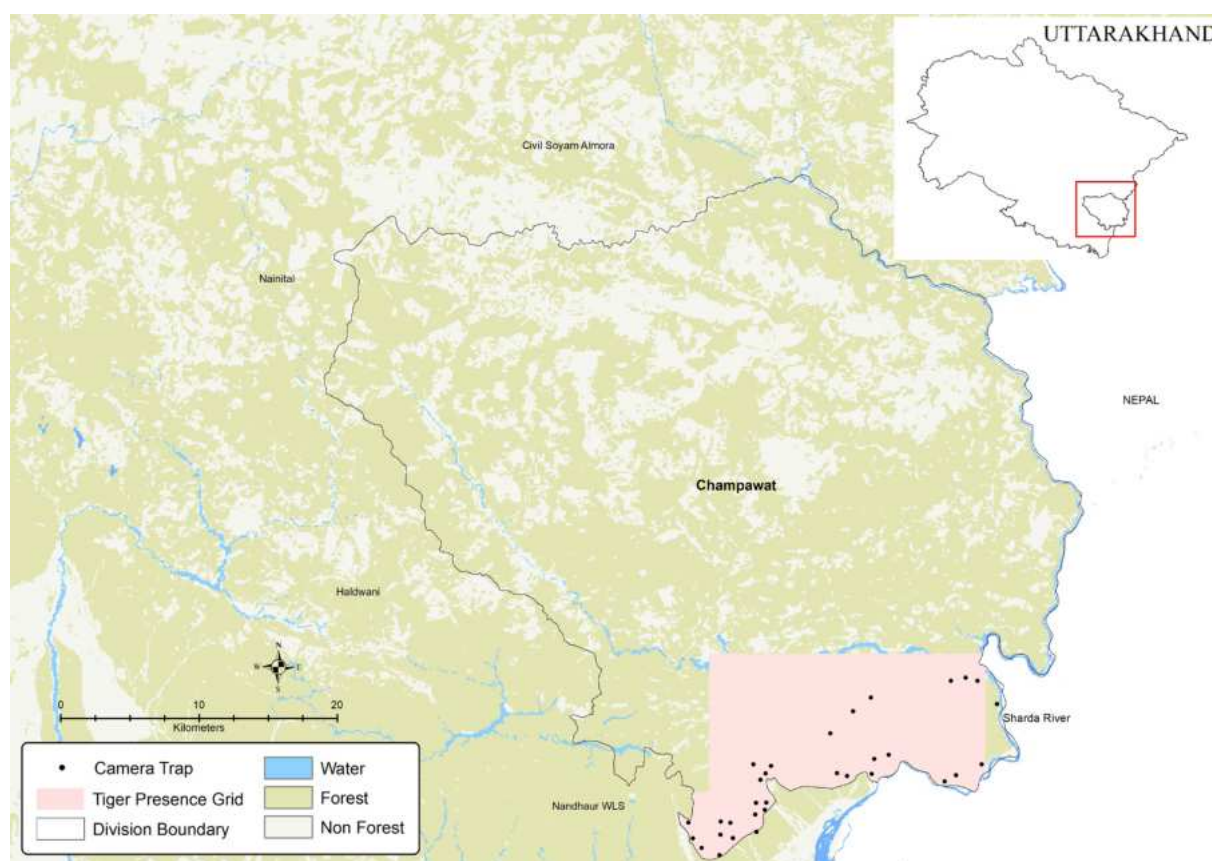 UTTARAKHAND
Civil Soyam Almora
Nainital
NEPAL
Champawat
Haldwani
N
W E
S
0 10 20
Kilometers
Sharda River
Nandhaur WLS
Camera Trap
Tiger Presence Grid
Division Boundary
Water
Forest
Non Forest